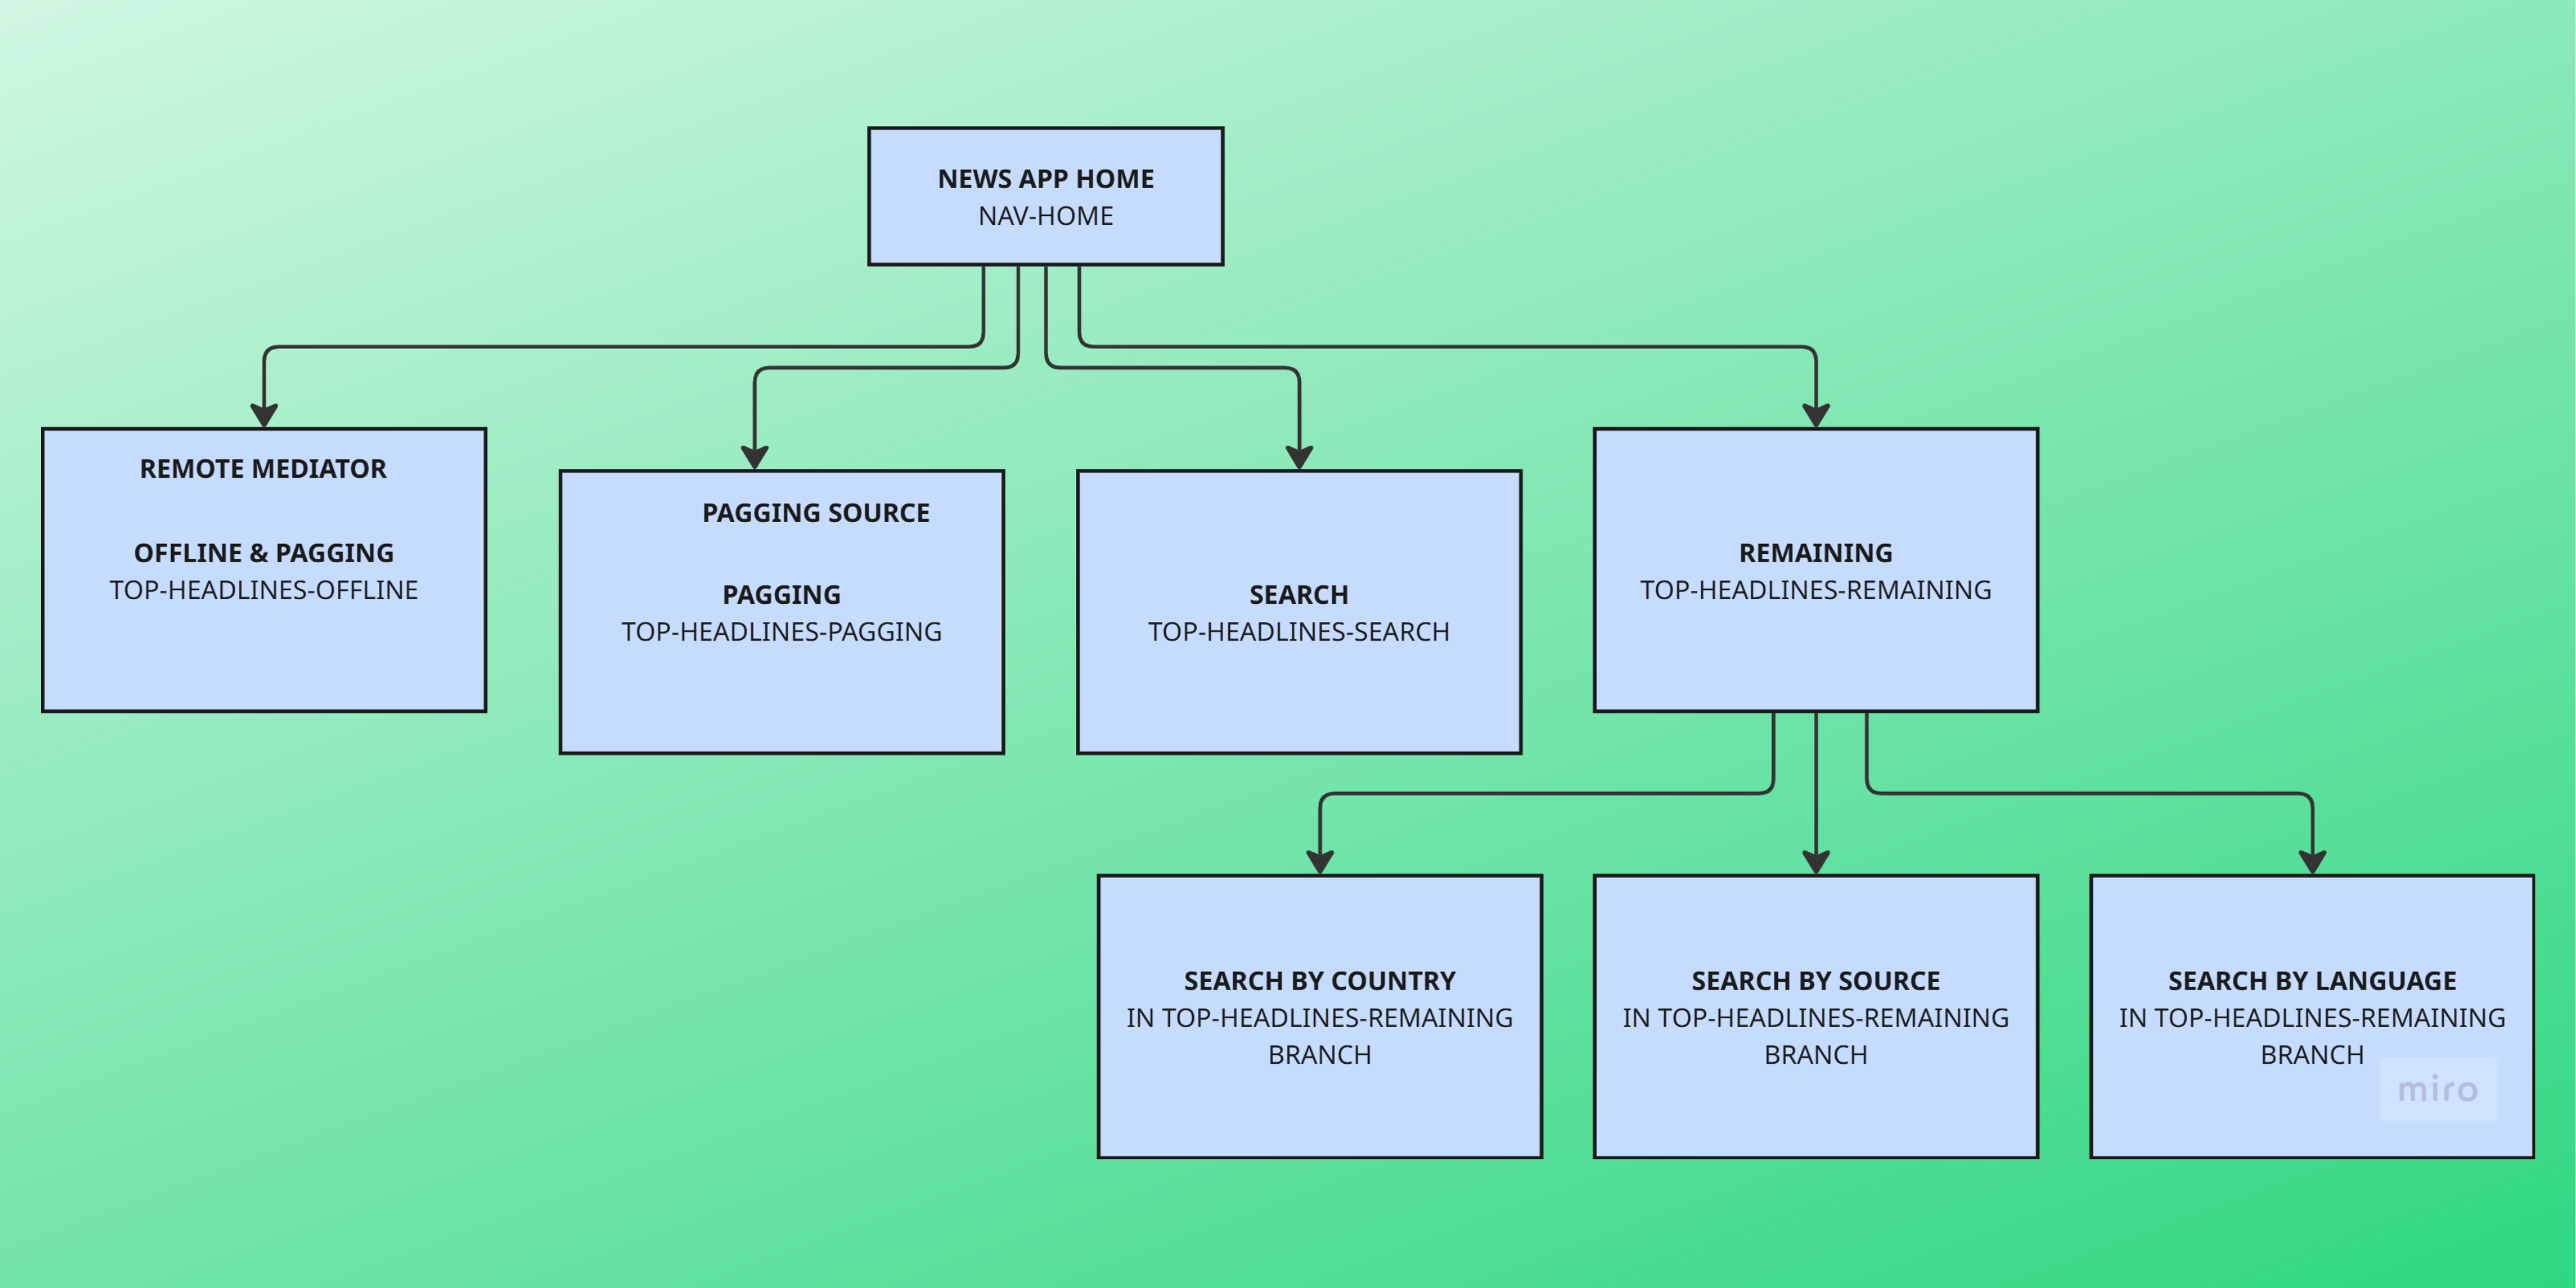 NEWS APP HOME
NAV-HOME
REMOTE MEDIATOR
OFFLINE & PAGGING
TOP-HEADLINES-OFFLINE
PAGGING SOURCE
PAGGING
TOP-HEADLINES-PAGGING
SEARCH
TOP-HEADLINES-SEARCH
REMAINING
TOP-HEADLINES-REMAINING
SEARCH BY COUNTRY
IN TOP-HEADLINES-REMAINING
BRANCH
SEARCH BY SOURCE
IN TOP-HEADLINES-REMAINING
BRANCH
SEARCH BY LANGUAGE
IN TOP-HEADLINES-REMAINING
BRANCH
miro